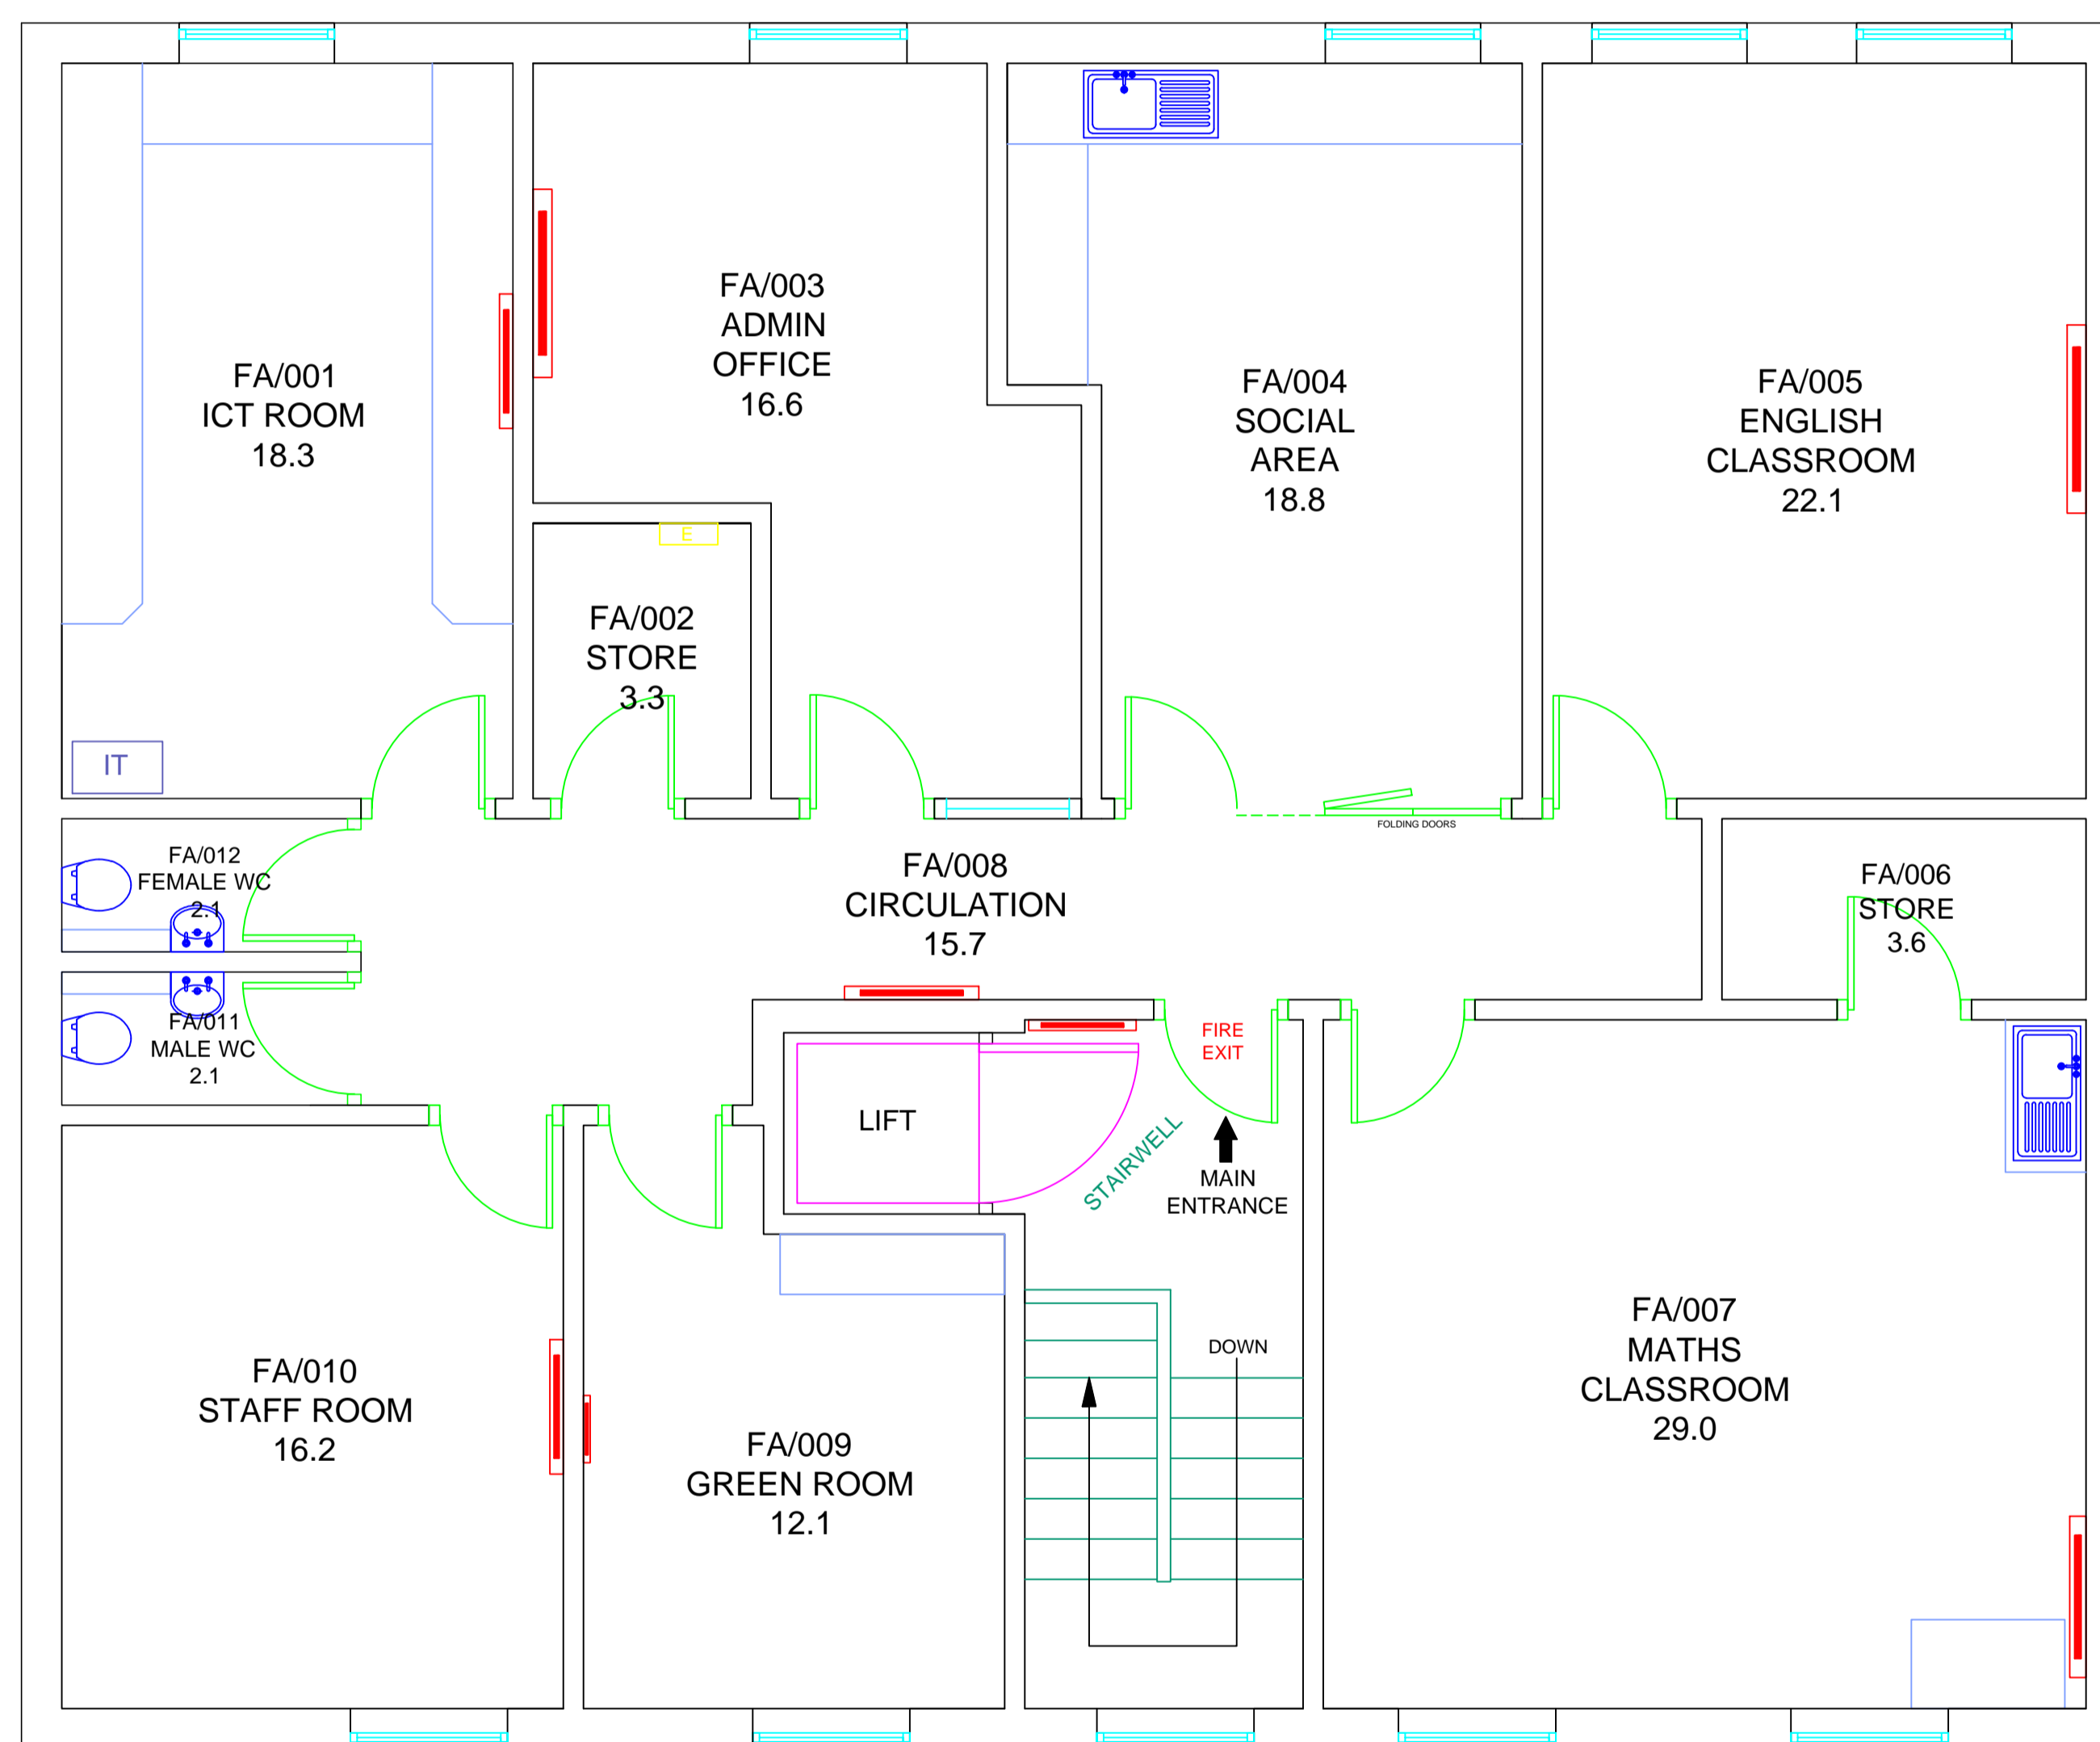 FA/001
ICT ROOM
18.3
IT
FA/003
ADMIN
OFFICE
16.6
E
FA/002
STORE
3.3
FA/004
SOCIAL
AREA
18.8
FOLDING DOORS
FA/005
ENGLISH
CLASSROOM
22.1
FA/012
FEMALE WC
2.1
FA/011
MALE WC
2.1
FA/008
CIRCULATION
15.7
FA/006
STORE
3.6
FIRE
EXIT
LIFT
STAIRWELL
MAIN
ENTRANCE
DOWN
FA/010
STAFF ROOM
16.2
FA/009
GREEN ROOM
12.1
FA/007
MATHS
CLASSROOM
29.0